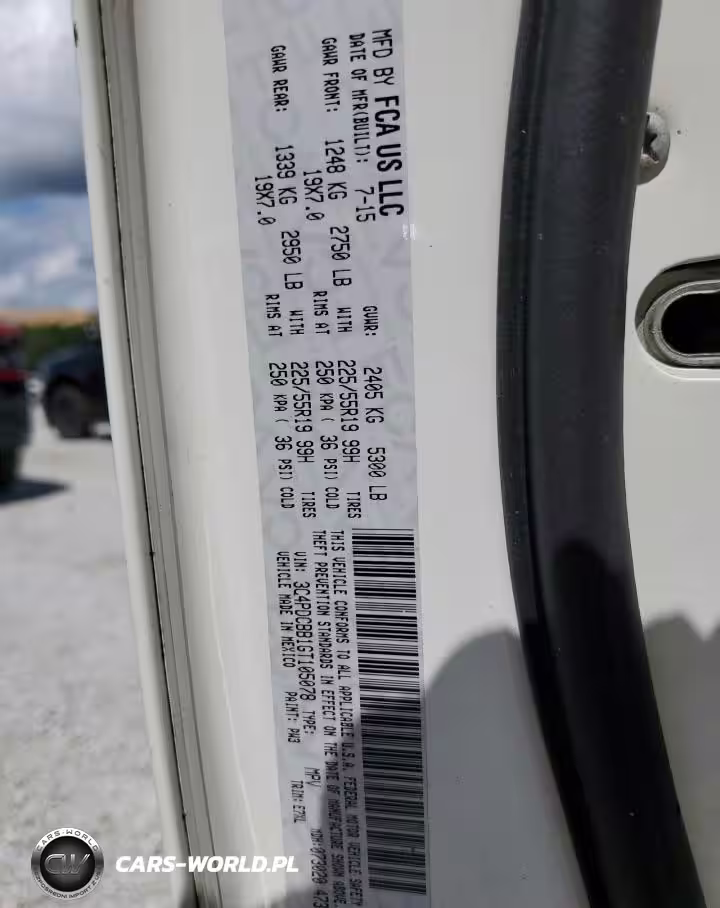 MFD BY FCA US LLC
DATE OF MFR(BUILT): 7-15 GVWR: 2405 KG 5300 LB
GAWR FRONT: 1248 KG 2750 LB WITH 225/55R19 99H TIRES
19X7.0 RIMS AT 250 KPA ( 36 PSI) COLD
GAWR REAR: 1339 KG 2950 LB WITH 225/55R19 99H TIRES
19X7.0 RIMS AT 250 KPA ( 36 PSI) COLD
THIS VEHICLE CONFORMS TO ALL APPLICABLE U.S.A. FEDERAL MOTOR VEHICLE SAFETY
THEFT PREVENTION STANDARDS IN EFFECT ON THE DATE OF MANUFACTURE SHOWN ABOVE.
VIN: 3C4PDCBB1GT105078 TYPE: MPV
VEHICLE MADE IN MEXICO PAINT: PW3 TRIM:
CARS-WORLD
CW
CARS-WORLD.PL